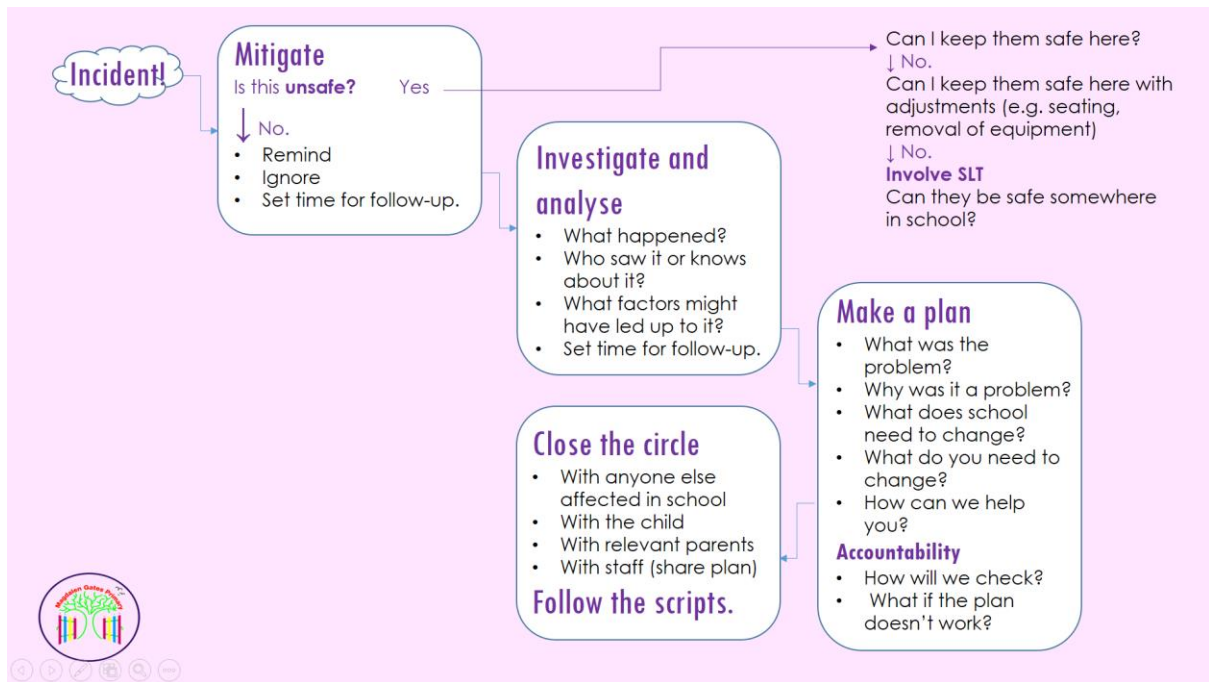 Incident!
Mitigate
Is this unsafe? Yes
↓ No.
• Remind
• Ignore
• Set time for follow-up.
Can I keep them safe here?
↓ No.
Can I keep them safe here with
adjustments (e.g. seating,
removal of equipment)
↓ No.
Involve SLT
Can they be safe somewhere
in school?
Investigate and
analyse
• What happened?
• Who saw it or knows
about it?
• What factors might
have led up to it?
• Set time for follow-up.
Make a plan
• What was the
problem?
• Why was it a problem?
• What does school
need to change?
• What do you need to
change?
• How can we help
you?
Accountability
• How will we check?
• What if the plan
doesn't work?
Close the circle
• With anyone else
affected in school
• With the child
• With relevant parents
• With staff (share plan)
Follow the scripts.
Magdalen Gates Primary